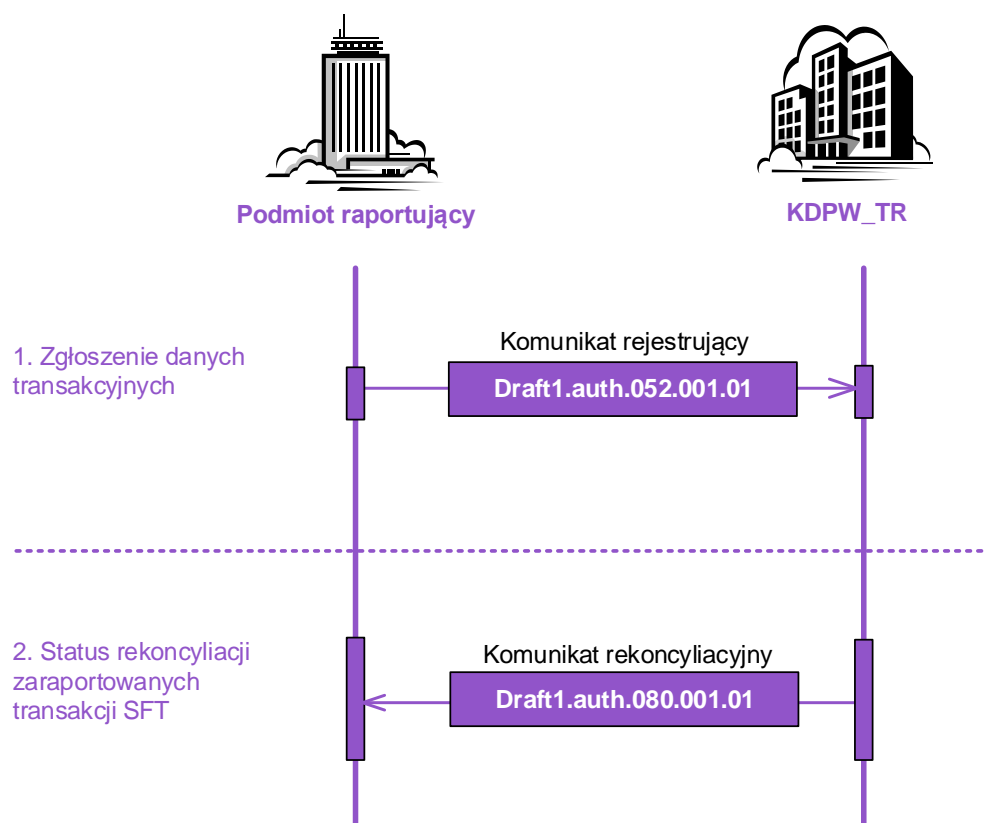 Podmiot raportujący
KDPW_TR
1. Zgłoszenie danych
transakcyjnych
Komunikat rejestrujący
Draft1.auth.052.001.01
2. Status rekoncyliacji
zaraportowanych
transakcji SFT
Komunikat rekoncyliacyjny
Draft1.auth.080.001.01